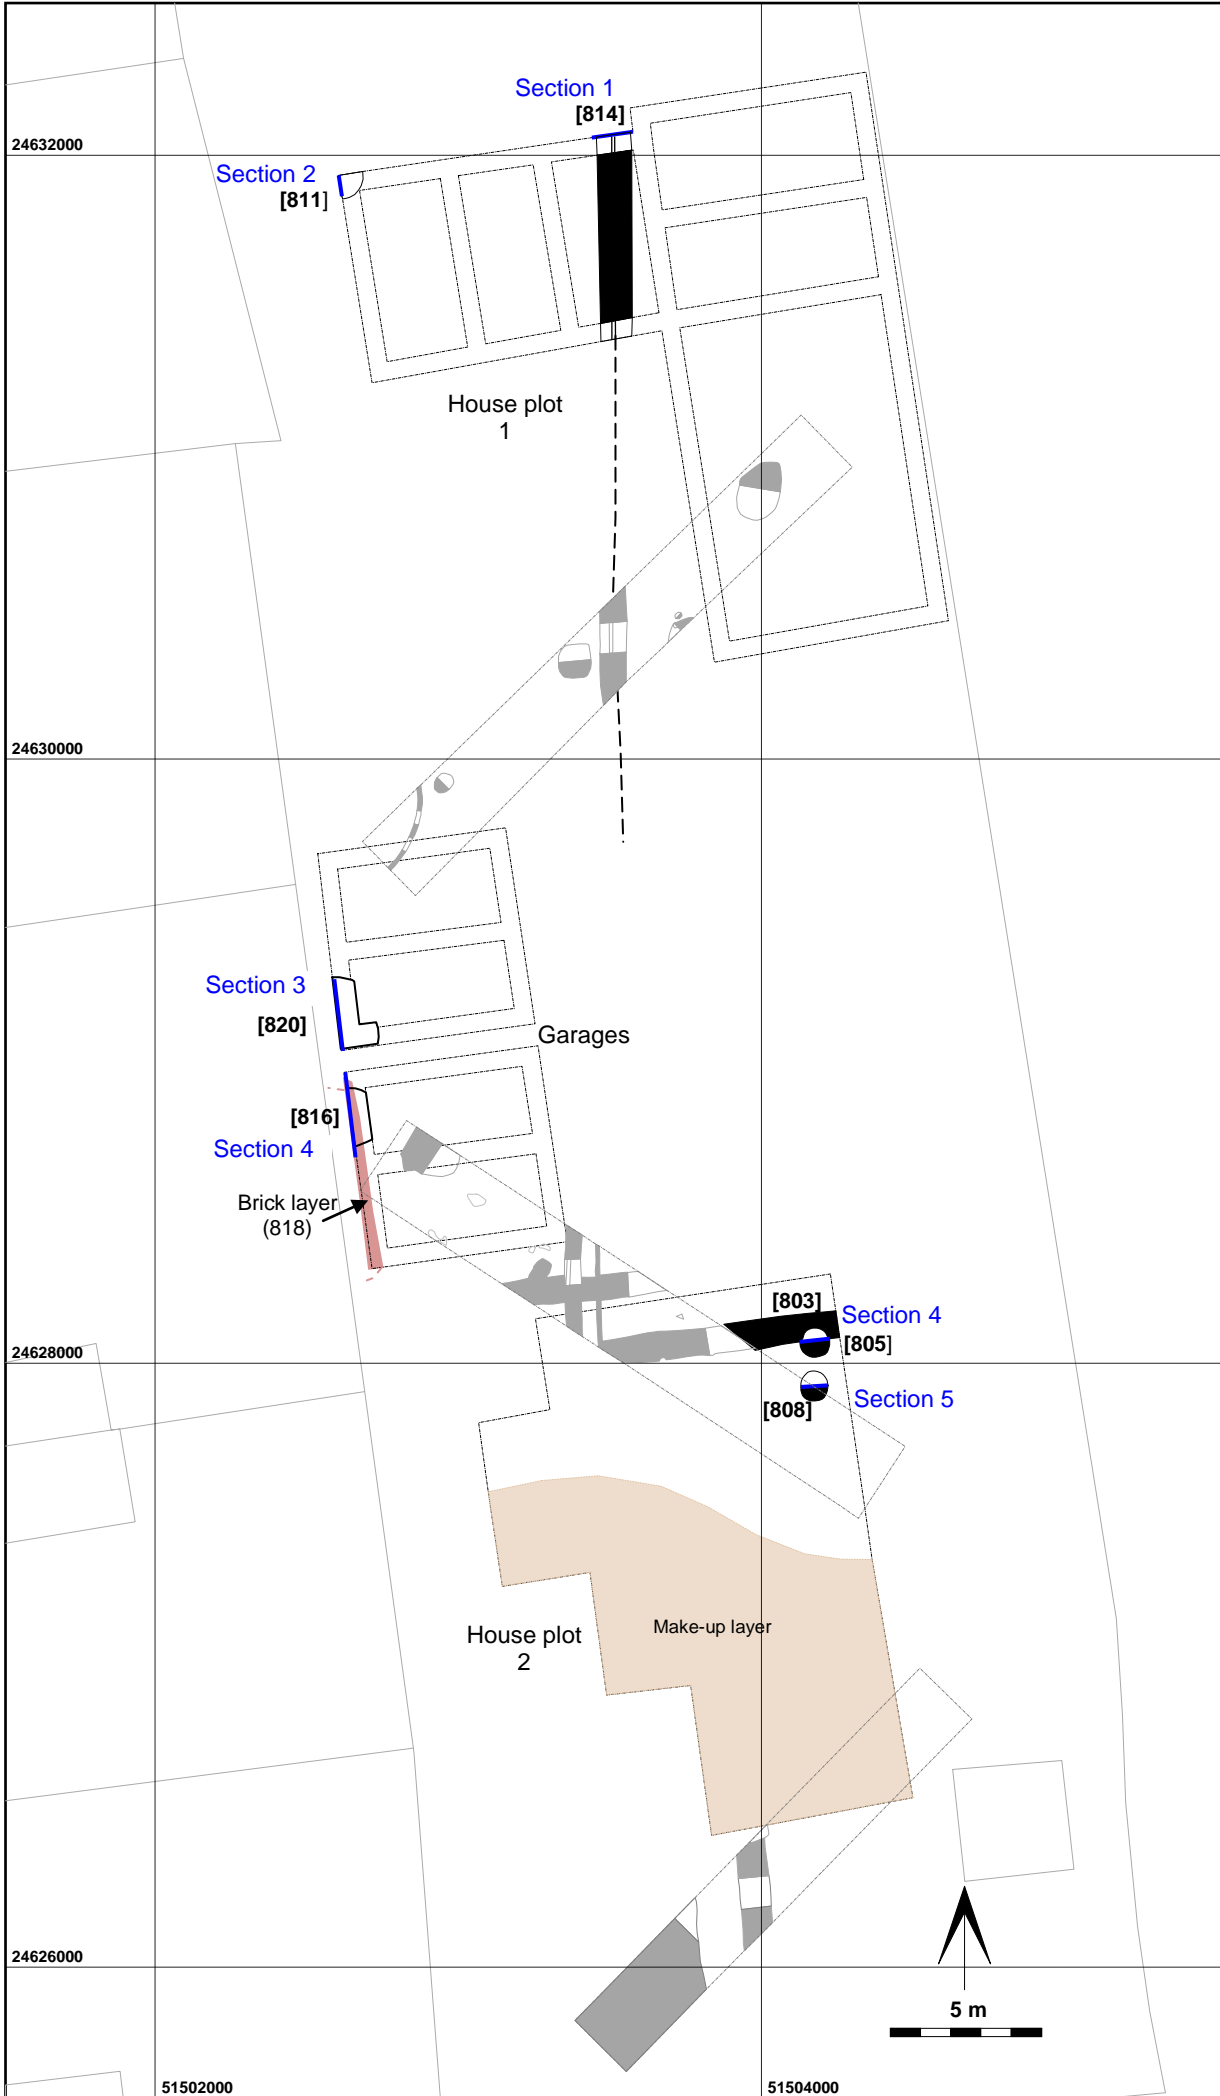 Section 1
[814]
24632000
Section 2
[811]
House plot
1
24630000
Section 3
[820]
Garages
[816]
Section 4
Brick layer
(818)
[803]
Section 4
[805]
24628000
Section 5
[808]
Make-up layer
House plot
2
24626000
5 m
51502000
51504000